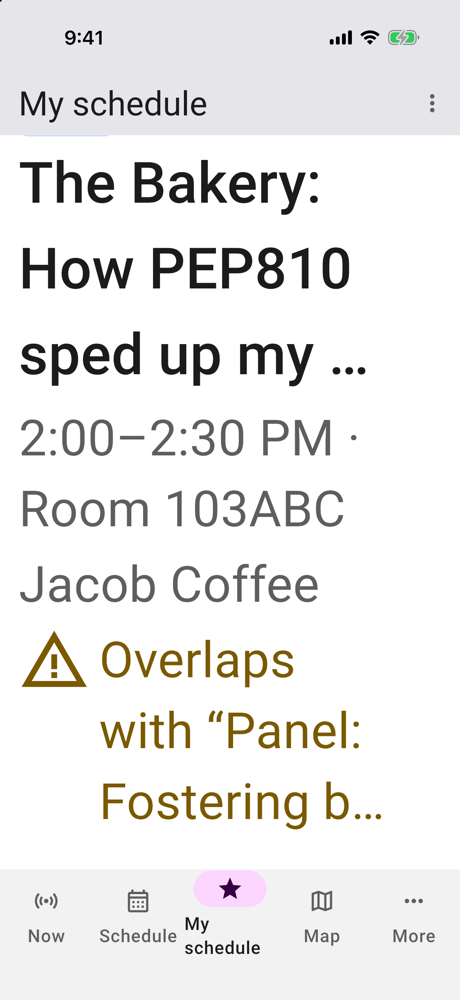 9:41
My schedule
The Bakery:
How PEP810
sped up my ...
2:00–2:30 PM ·
Room 103ABC
Jacob Coffee
Overlaps
with “Panel:
Fostering b...
Now
Schedule
My
schedule
Map
More